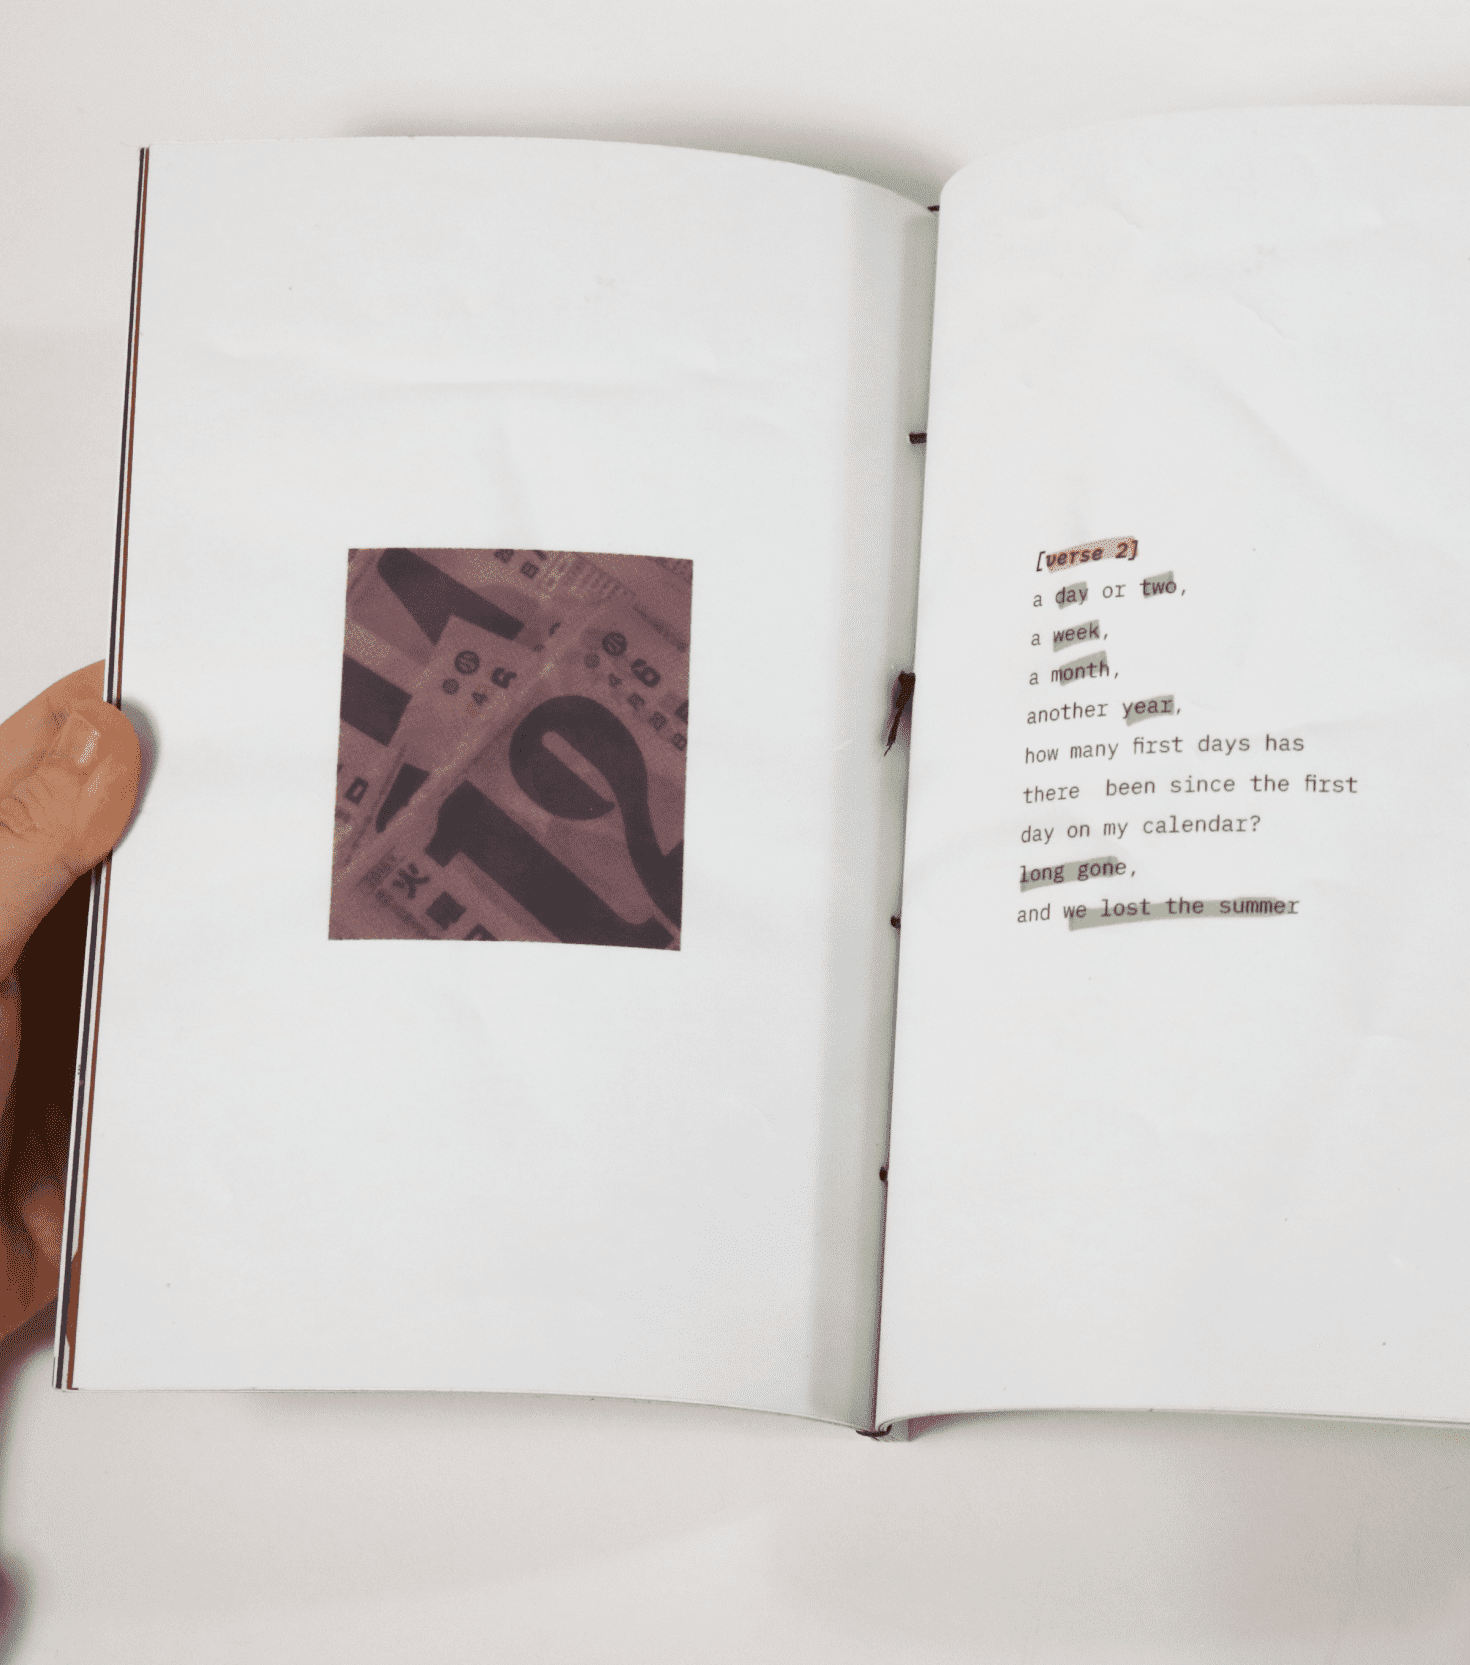 火
[verse 2]
a day or two,
a week,
a month,
another year,
how many first days has
there been since the first
day on my calendar?
long gone,
and we lost the summer